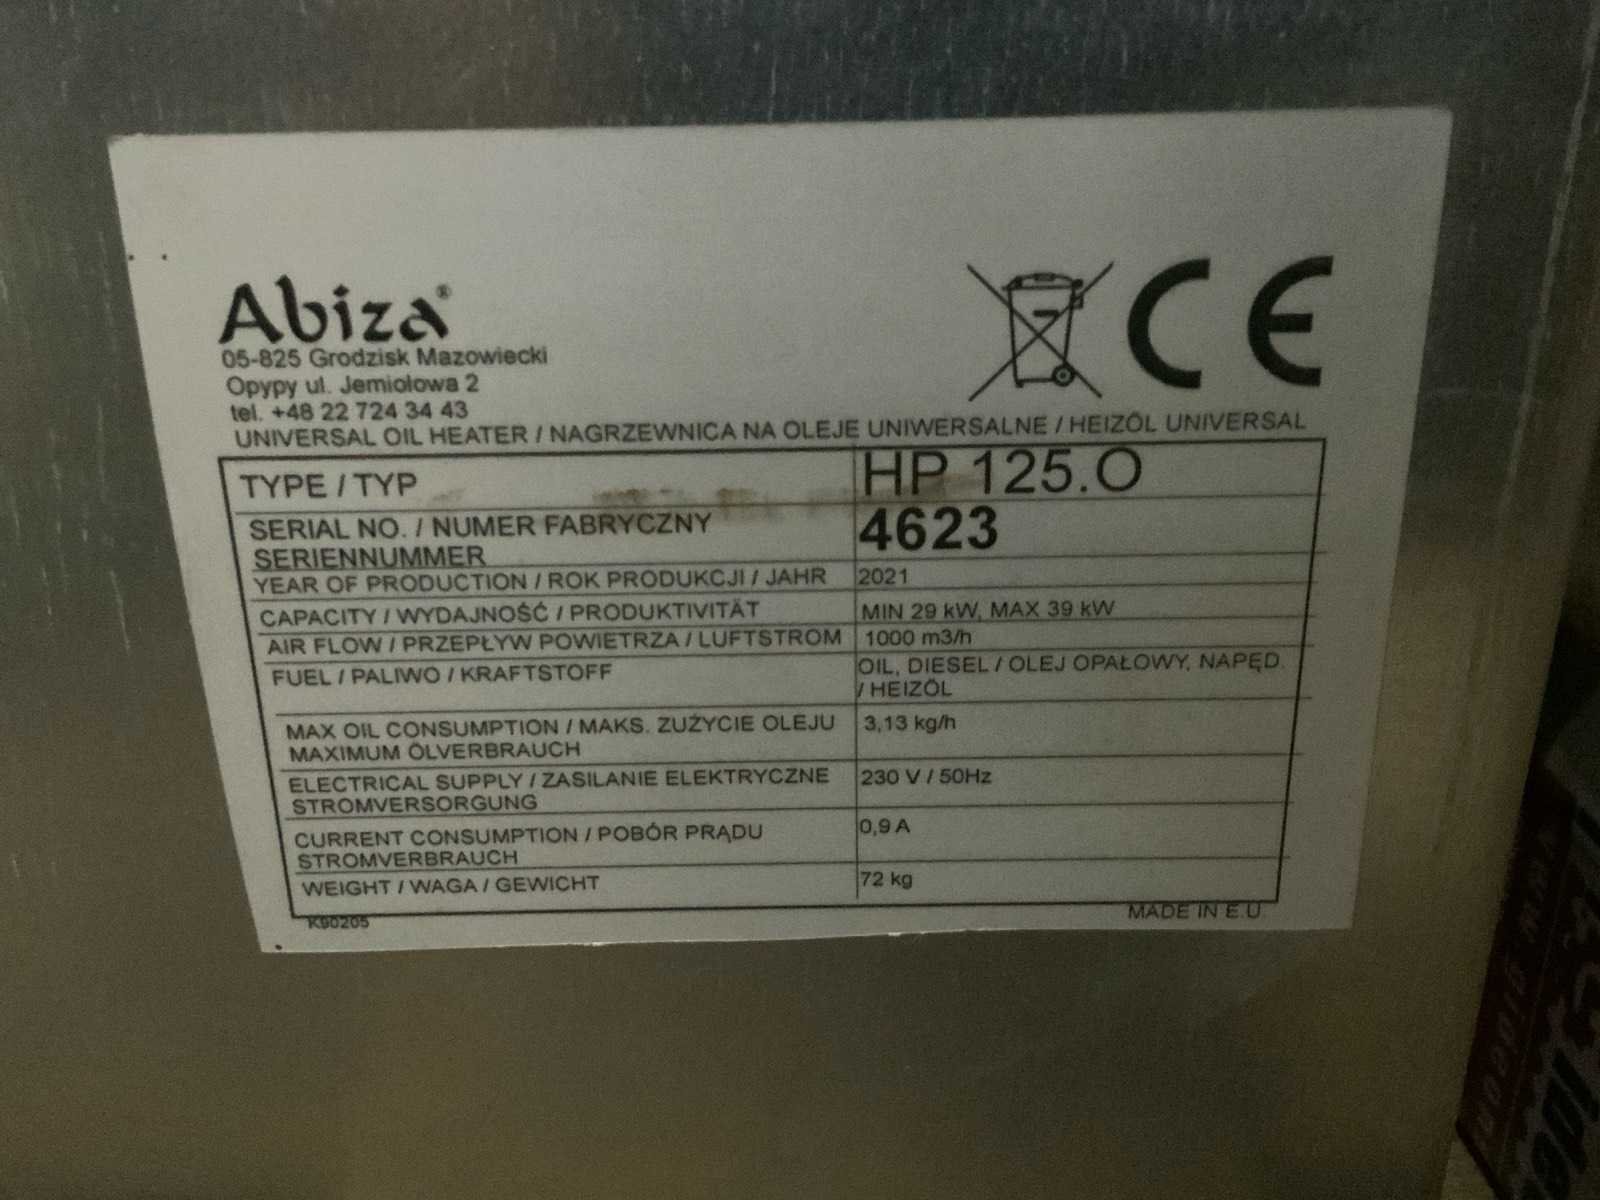 Abiza®
05-825 Grodzisk Mazowiecki
Opypy ul. Jemiołowa 2
tel. +48 22 724 34 43
CE
UNIVERSAL OIL HEATER / NAGRZEWNICA NA OLEJE UNIWERSALNE / HEIZÖL UNIVERSAL
TYPE / TYP HP 125.O
SERIAL NO. / NUMER FABRYCZNY 4623
SERIENNUMMER
YEAR OF PRODUCTION / ROK PRODUKCJI / JAHR 2021
CAPACITY / WYDAJNOŚĆ / PRODUKTIVITÄT MIN 29 kW, MAX 39 kW
AIR FLOW / PRZEPŁYW POWIETRZA / LUFTSTROM 1000 m3/h
FUEL / PALIWO / KRAFTSTOFF OIL, DIESEL / OLEJ OPAŁOWY, NAPĘD.
/ HEIZÖL
MAX OIL CONSUMPTION / MAKS. ZUŻYCIE OLEJU 3,13 kg/h
MAXIMUM ÖLVERBRAUCH
ELECTRICAL SUPPLY / ZASILANIE ELEKTRYCZNE 230 V / 50Hz
STROMVERSORGUNG
CURRENT CONSUMPTION / POBÓR PRĄDU 0,9 A
STROMVERBRAUCH
WEIGHT / WAGA / GEWICHT 72 kg
K90205 MADE IN E.U.